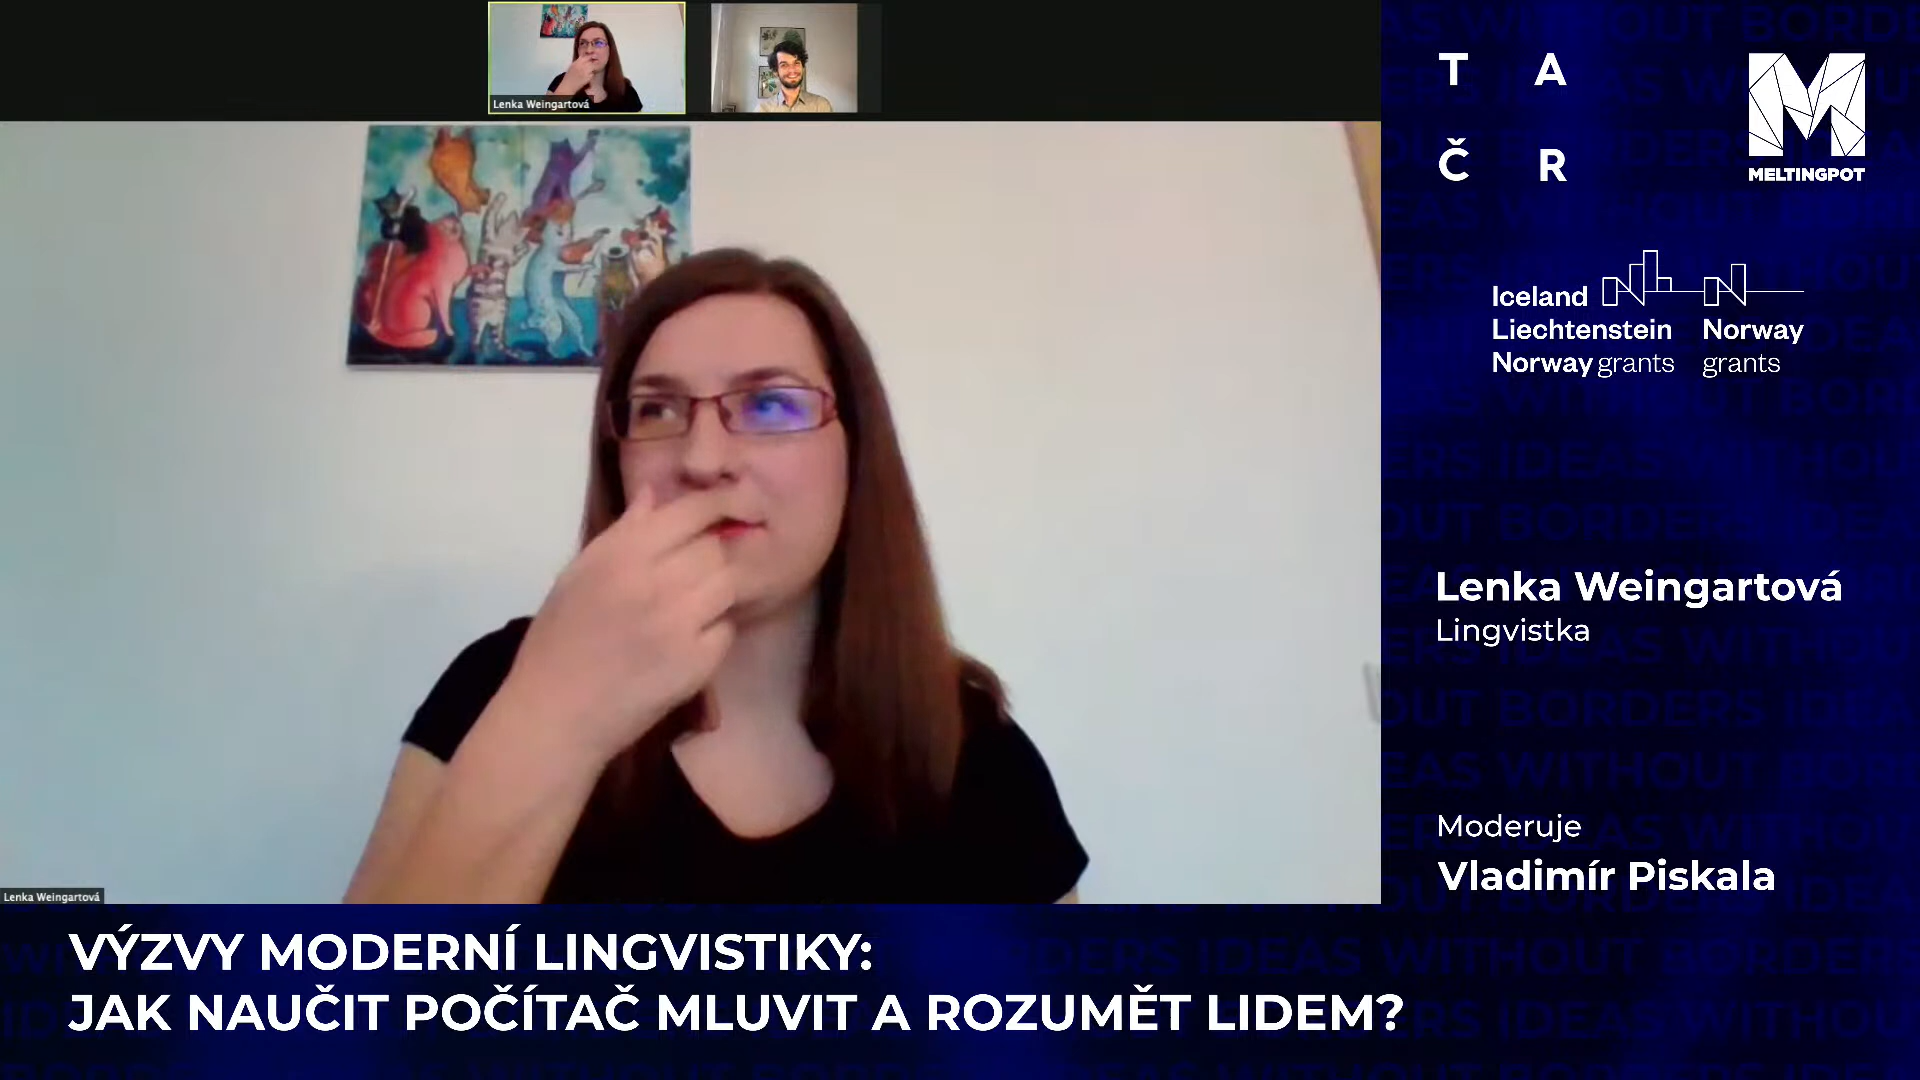 Lenka Weingartová
T A
Č R
MELTINGPOT
Iceland
Liechtenstein
Norway grants
Norway
grants
Lenka Weingartová
Lingvistka
Moderuje
Vladimír Piskala
Lenka Weingartová
VÝZVY MODERNÍ LINGVISTIKY:
JAK NAUČIT POČÍTAČ MLUVIT A ROZUMĚT LIDEM?